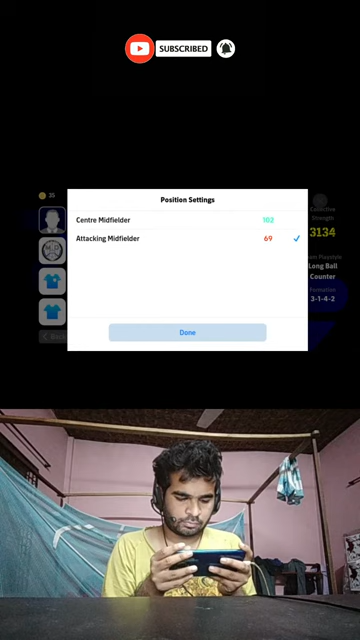 SUBSCRIBED
35
Position Settings
Centre Midfielder 102
Attacking Midfielder 69
Done
Back
Collective
Strength
3134
Team Playstyle
Long Ball
Counter
Formation
3-1-4-2